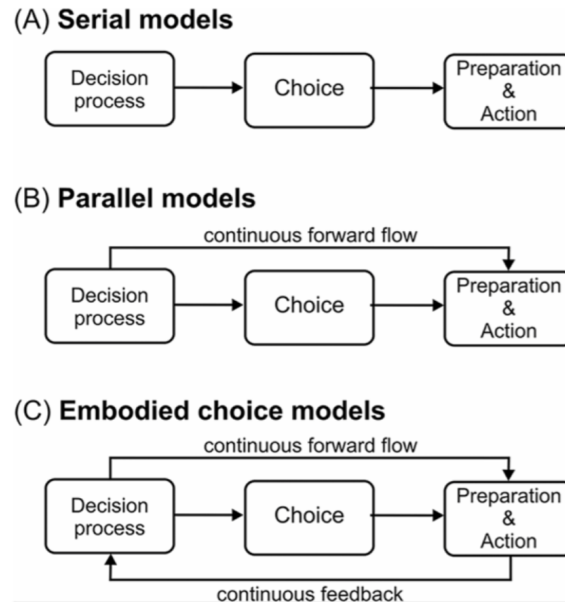 (A) Serial models
Decision
process
Choice
Preparation
&
Action
(B) Parallel models
continuous forward flow
Decision
process
Choice
Preparation
&
Action
(C) Embodied choice models
continuous forward flow
Decision
process
Choice
Preparation
&
Action
continuous feedback